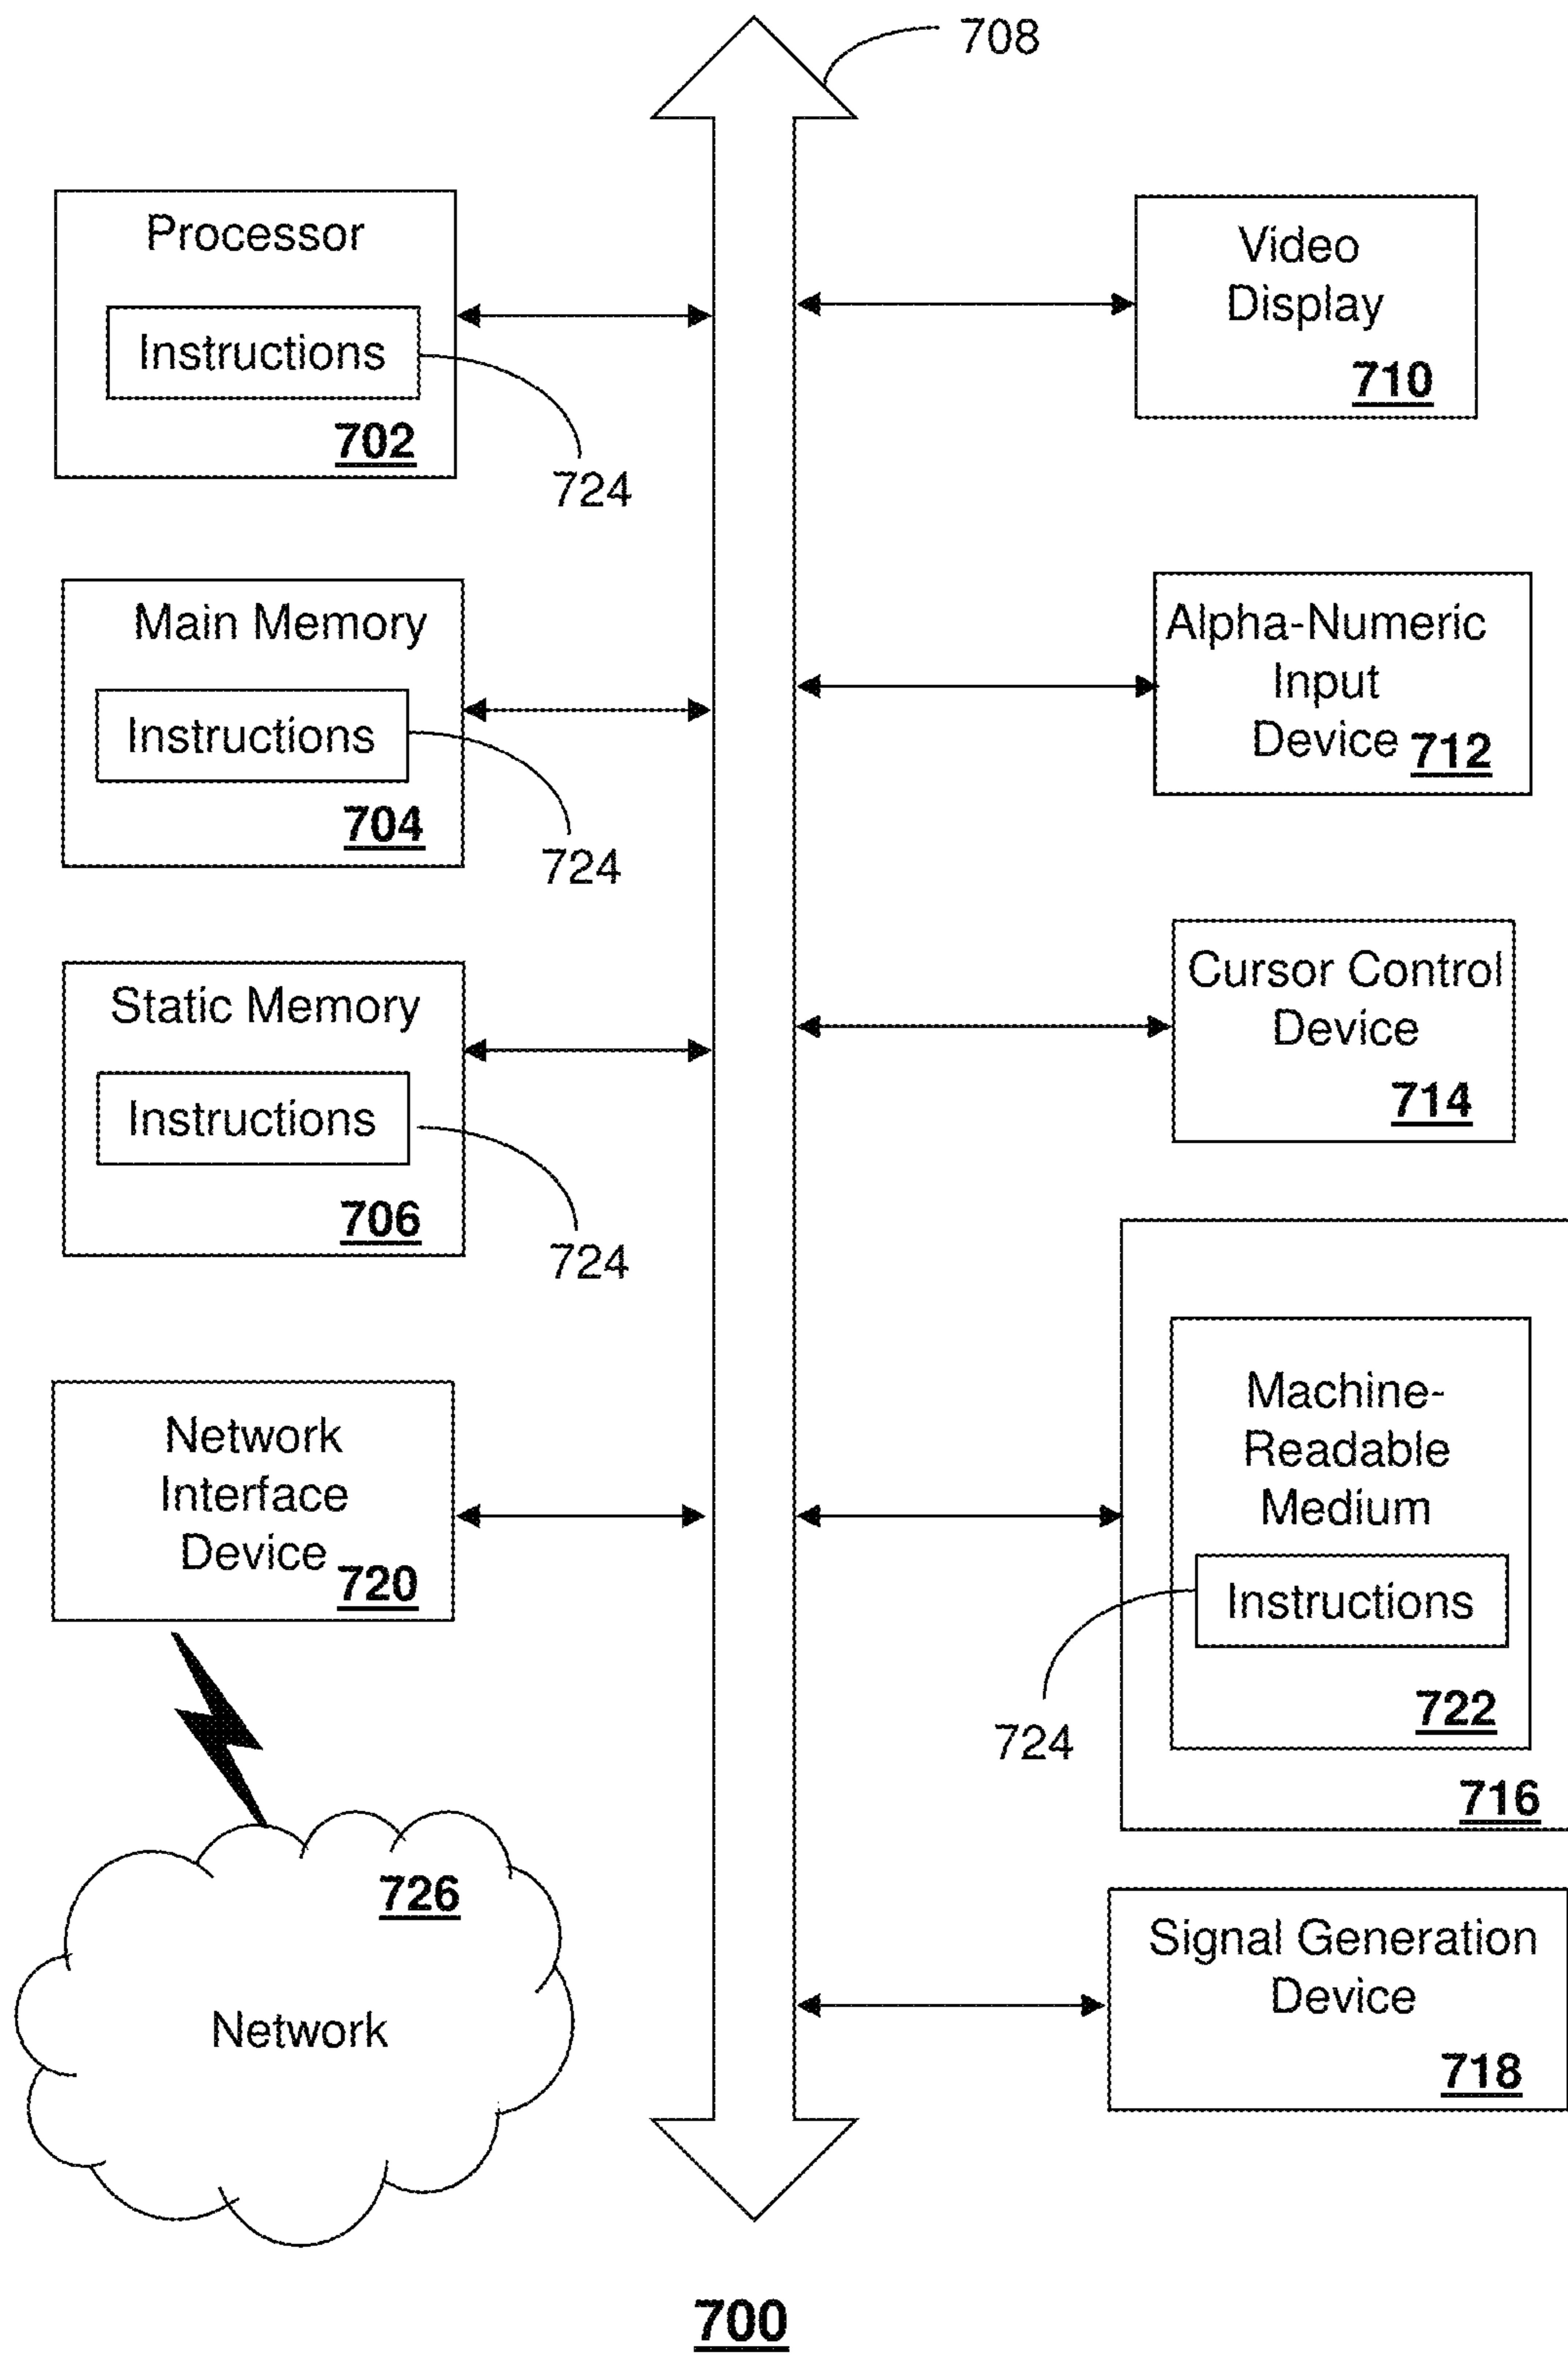 708
Processor
Instructions
702
724
Main Memory
Instructions
704
724
Static Memory
Instructions
706
724
Network
Interface
Device
720
726
Network
Video
Display
710
Alpha-Numeric
Input
Device
712
Cursor Control
Device
714
Machine-
Readable
Medium
Instructions
722
724
716
Signal Generation
Device
718
700